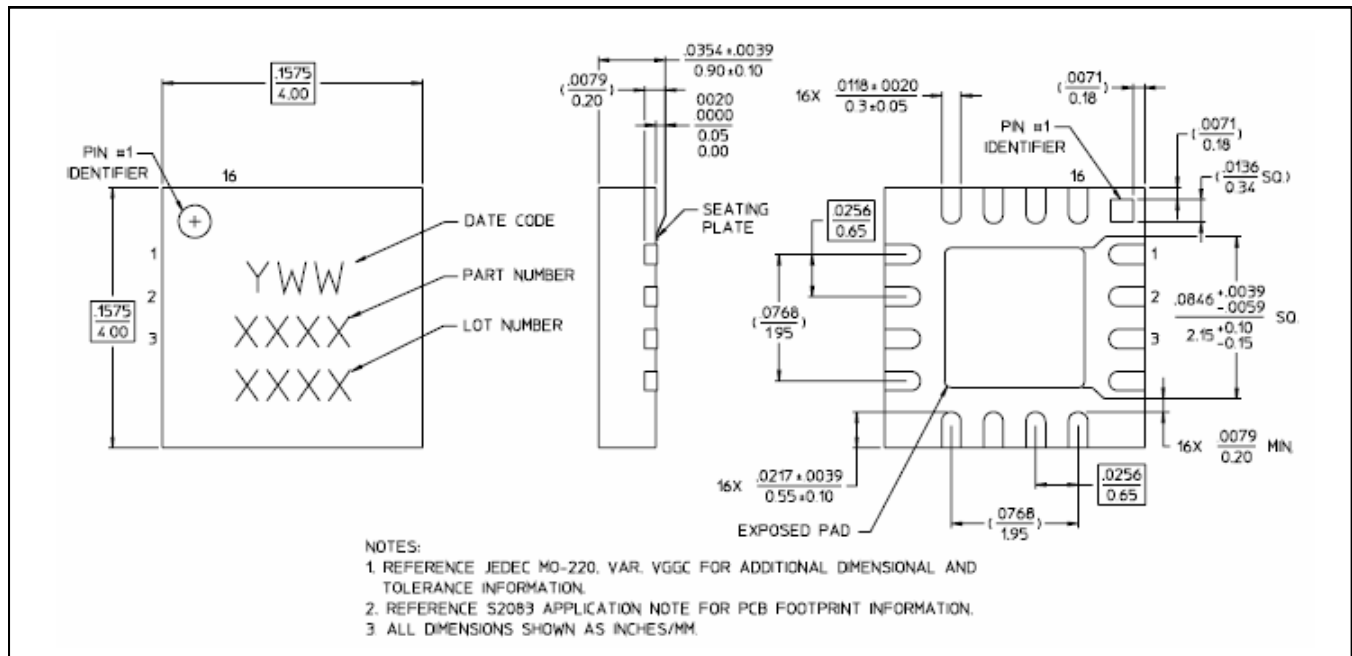 .1575
4.00
PIN #1
IDENTIFIER
16
1
2
3
.1575
4.00
YWW
XXXX
XXXX
DATE CODE
PART NUMBER
LOT NUMBER
(.0079
0.20)
.0354±.0039
0.90±0.10
0020
0000
0.05
0.00
SEATING
PLATE
16X .0118±0020
0.3±0.05
(.0071
0.18)
PIN #1
IDENTIFIER
16
(.0071
0.18)
(.0136
0.34 SQ.)
.0256
0.65
(.0768
1.95)
1
2
3
.0846 +.0039
-.0059
2.15 +0.10
-0.15
SQ.
16X .0079
0.20 MIN.
16X .0217±.0039
0.55±0.10
.0256
0.65
(.0768
1.95)
EXPOSED PAD
NOTES:
1. REFERENCE JEDEC MO-220, VAR. VGGC FOR ADDITIONAL DIMENSIONAL AND
TOLERANCE INFORMATION.
2. REFERENCE S2083 APPLICATION NOTE FOR PCB FOOTPRINT INFORMATION.
3 ALL DIMENSIONS SHOWN AS INCHES/MM.